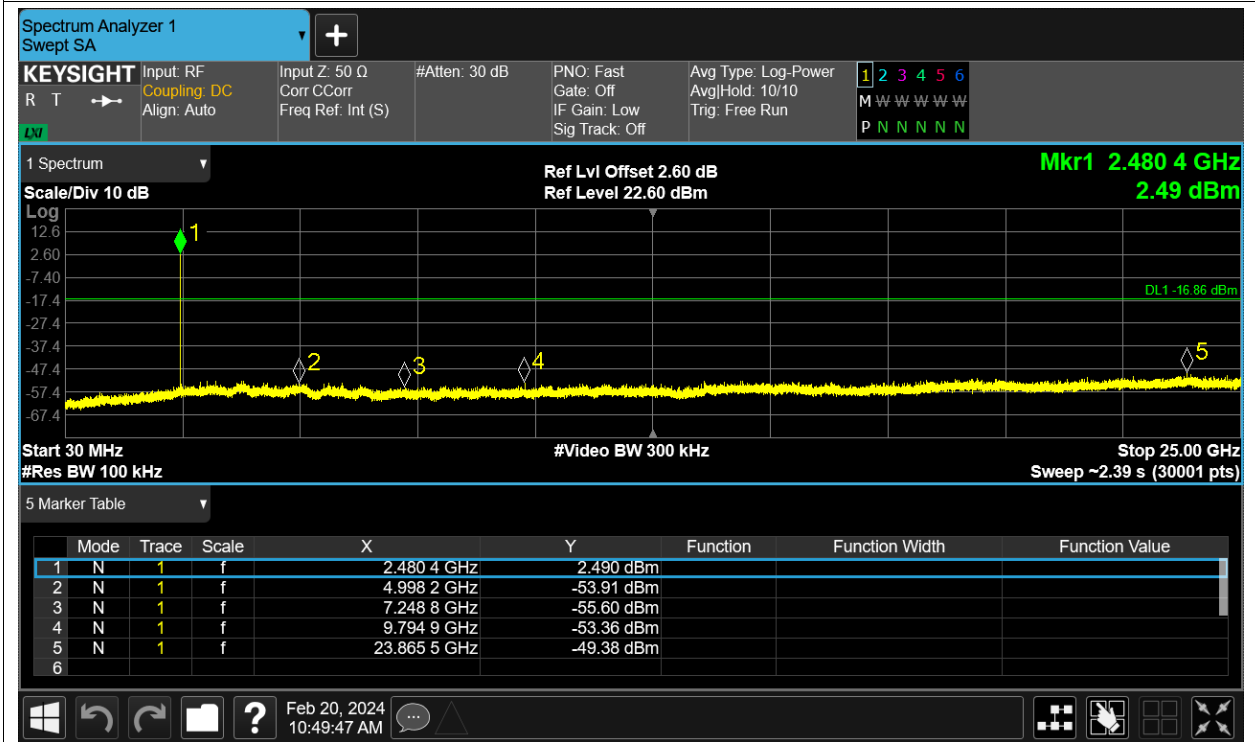 Spectrum Analyzer 1
Swept SA
+
KEYSIGHT
R T
LXI
Input: RF
Coupling: DC
Align: Auto
Input Z: 50 Ω
Corr CCorr
Freq Ref: Int (S)
#Atten: 30 dB
PNO: Fast
Gate: Off
IF Gain: Low
Sig Track: Off
Avg Type: Log-Power
Avg|Hold: 10/10
Trig: Free Run
1 2 3 4 5 6
M W W W W W
P N N N N N
1 Spectrum
Scale/Div 10 dB
Ref Lvl Offset 2.60 dB
Ref Level 22.60 dBm
Mkr1 2.480 4 GHz
2.49 dBm
Log
12.6
2.60
-7.40
-17.4
-27.4
-37.4
-47.4
-57.4
-67.4
1
DL1 -16.86 dBm
2
3
4
5
Start 30 MHz
#Res BW 100 kHz
#Video BW 300 kHz
Stop 25.00 GHz
Sweep ~2.39 s (30001 pts)
5 Marker Table
Mode Trace Scale X Y Function Function Width Function Value
1 N 1 f 2.480 4 GHz 2.490 dBm
2 N 1 f 4.998 2 GHz -53.91 dBm
3 N 1 f 7.248 8 GHz -55.60 dBm
4 N 1 f 9.794 9 GHz -53.36 dBm
5 N 1 f 23.865 5 GHz -49.38 dBm
6
?
Feb 20, 2024
10:49:47 AM